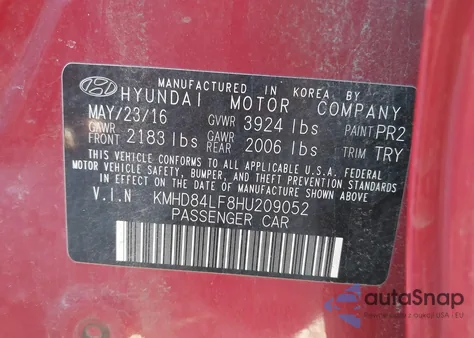 MANUFACTURED IN KOREA BY
HYUNDAI MOTOR COMPANY
MAY/23/16 GVWR 3924 lbs PAINT PR2
GAWR FRONT 2183 lbs GAWR REAR 2006 lbs TRIM TRY
THIS VEHICLE CONFORMS TO ALL APPLICABLE U.S.A. FEDERAL
MOTOR VEHICLE SAFETY, BUMPER, AND THEFT PREVENTION STANDARDS
IN EFFECT ON THE DATE OF MANUFACTURE SHOWN ABOVE.
V.I.N KMHD84LF8HU209052
PASSENGER CAR
autoSnap